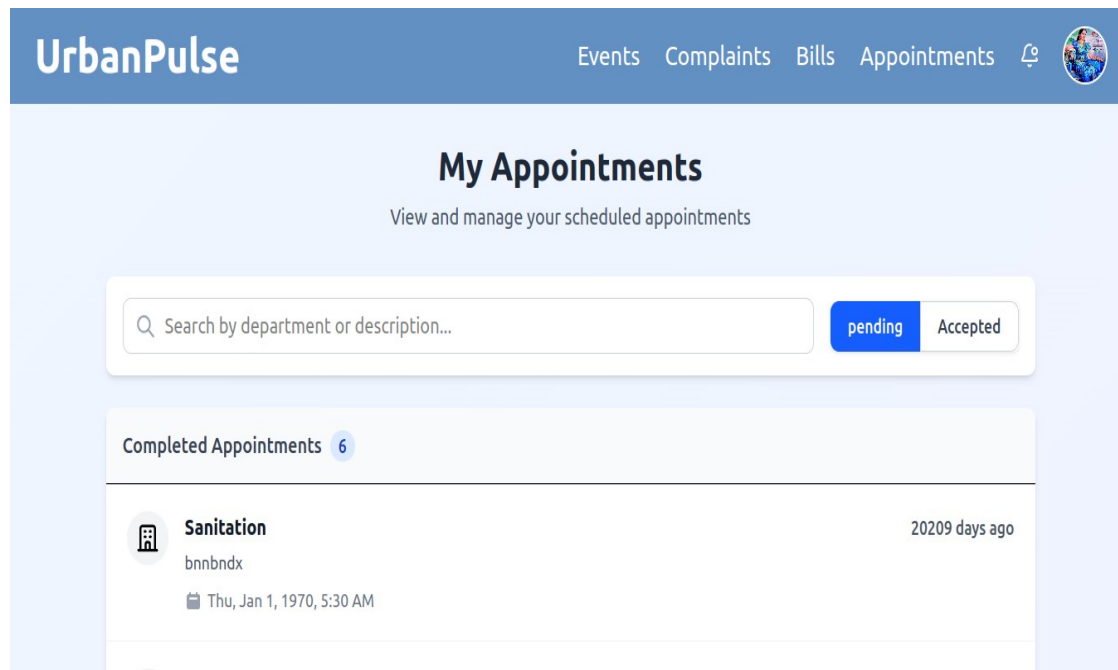 UrbanPulse Events Complaints Bills Appointments
My Appointments
View and manage your scheduled appointments
Search by department or description... pending Accepted
Completed Appointments 6
Sanitation 20209 days ago
bnnbndx
Thu, Jan 1, 1970, 5:30 AM